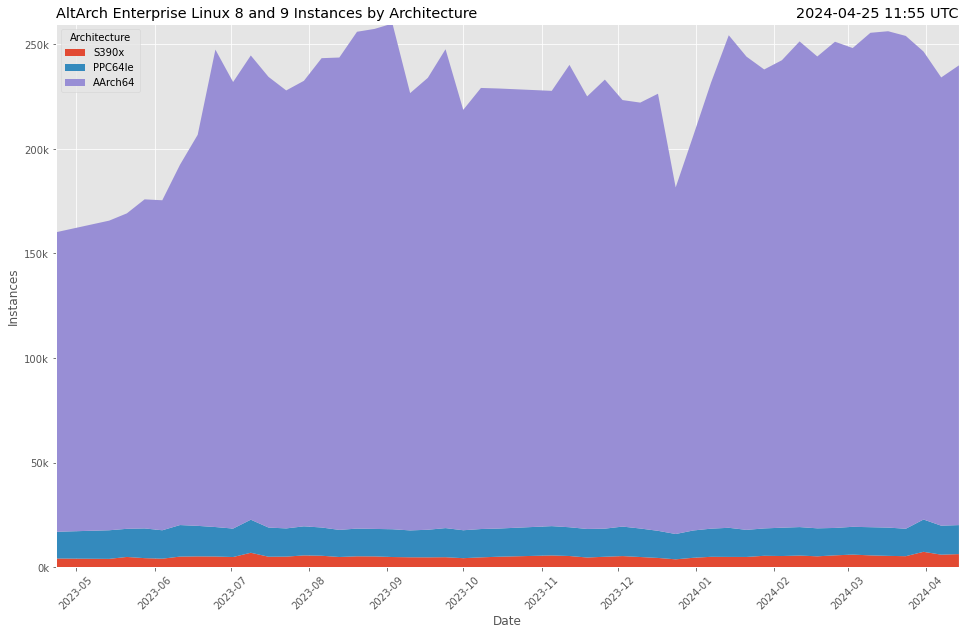 AltArch Enterprise Linux 8 and 9 Instances by Architecture
2024-04-25 11:55 UTC
Architecture
S390x
PPC64le
AArch64
250k
200k
150k
100k
50k
0k
Instances
2023-05
2023-06
2023-07
2023-08
2023-09
2023-10
2023-11
2023-12
2024-01
2024-02
2024-03
2024-04
Date